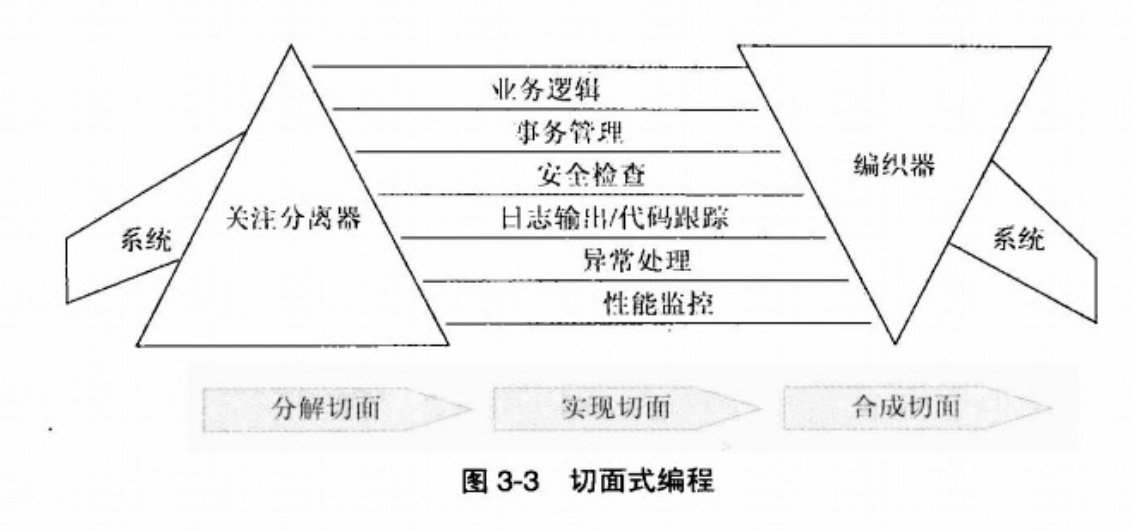 业务逻辑
事务管理
安全检查
编织器
关注分离器
日志输出/代码跟踪
系统
系统
异常处理
性能监控
分解切面
实现切面
合成切面
图 3-3 切面式编程